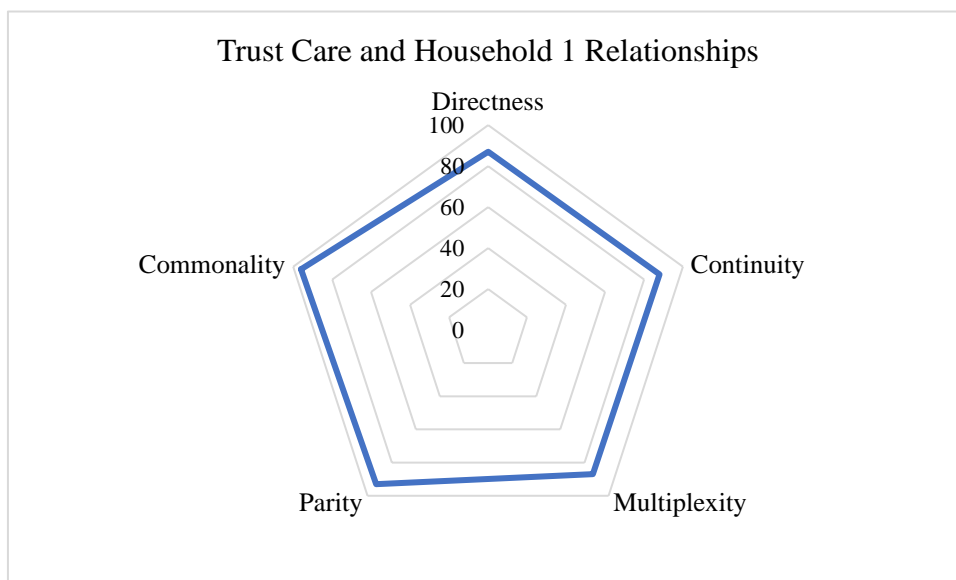 Trust Care and Household 1 Relationships
Directness
100
80
60
40
20
0
Commonality
Continuity
Parity
Multiplexity